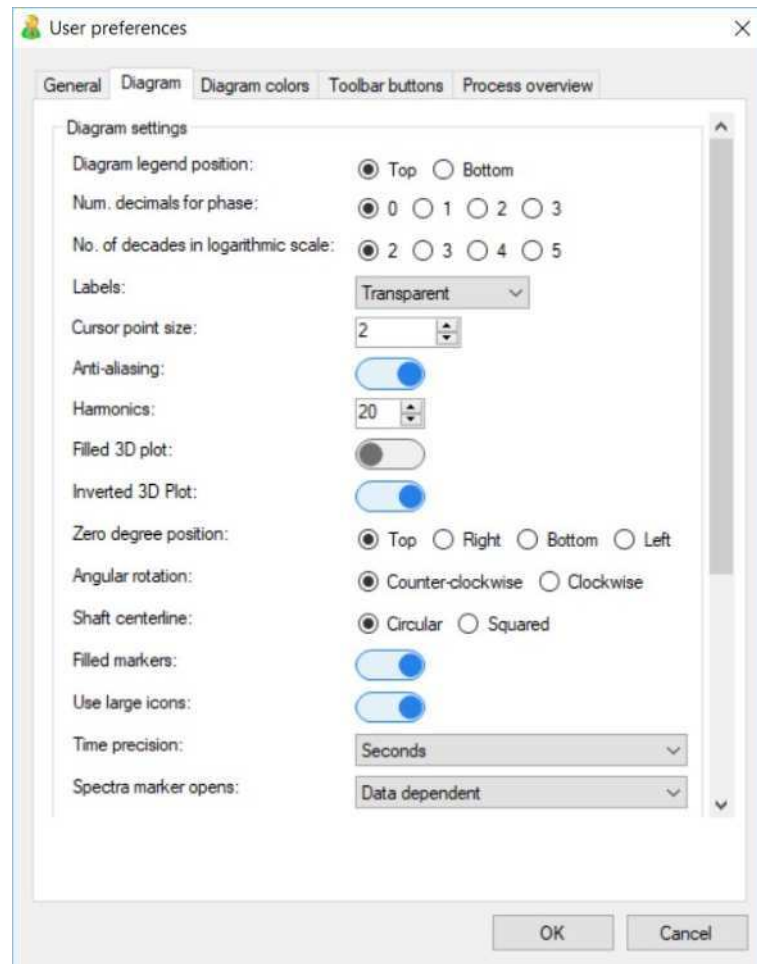 User preferences
General Diagram Diagram colors Toolbar buttons Process overview
Diagram settings
Diagram legend position: Top Bottom
Num. decimals for phase: 0 1 2 3
No. of decades in logarithmic scale: 2 3 4 5
Labels: Transparent
Cursor point size: 2
Anti-aliasing:
Harmonics: 20
Filled 3D plot:
Inverted 3D Plot:
Zero degree position: Top Right Bottom Left
Angular rotation: Counter-clockwise Clockwise
Shaft centerline: Circular Squared
Filled markers:
Use large icons:
Time precision: Seconds
Spectra marker opens: Data dependent
OK Cancel